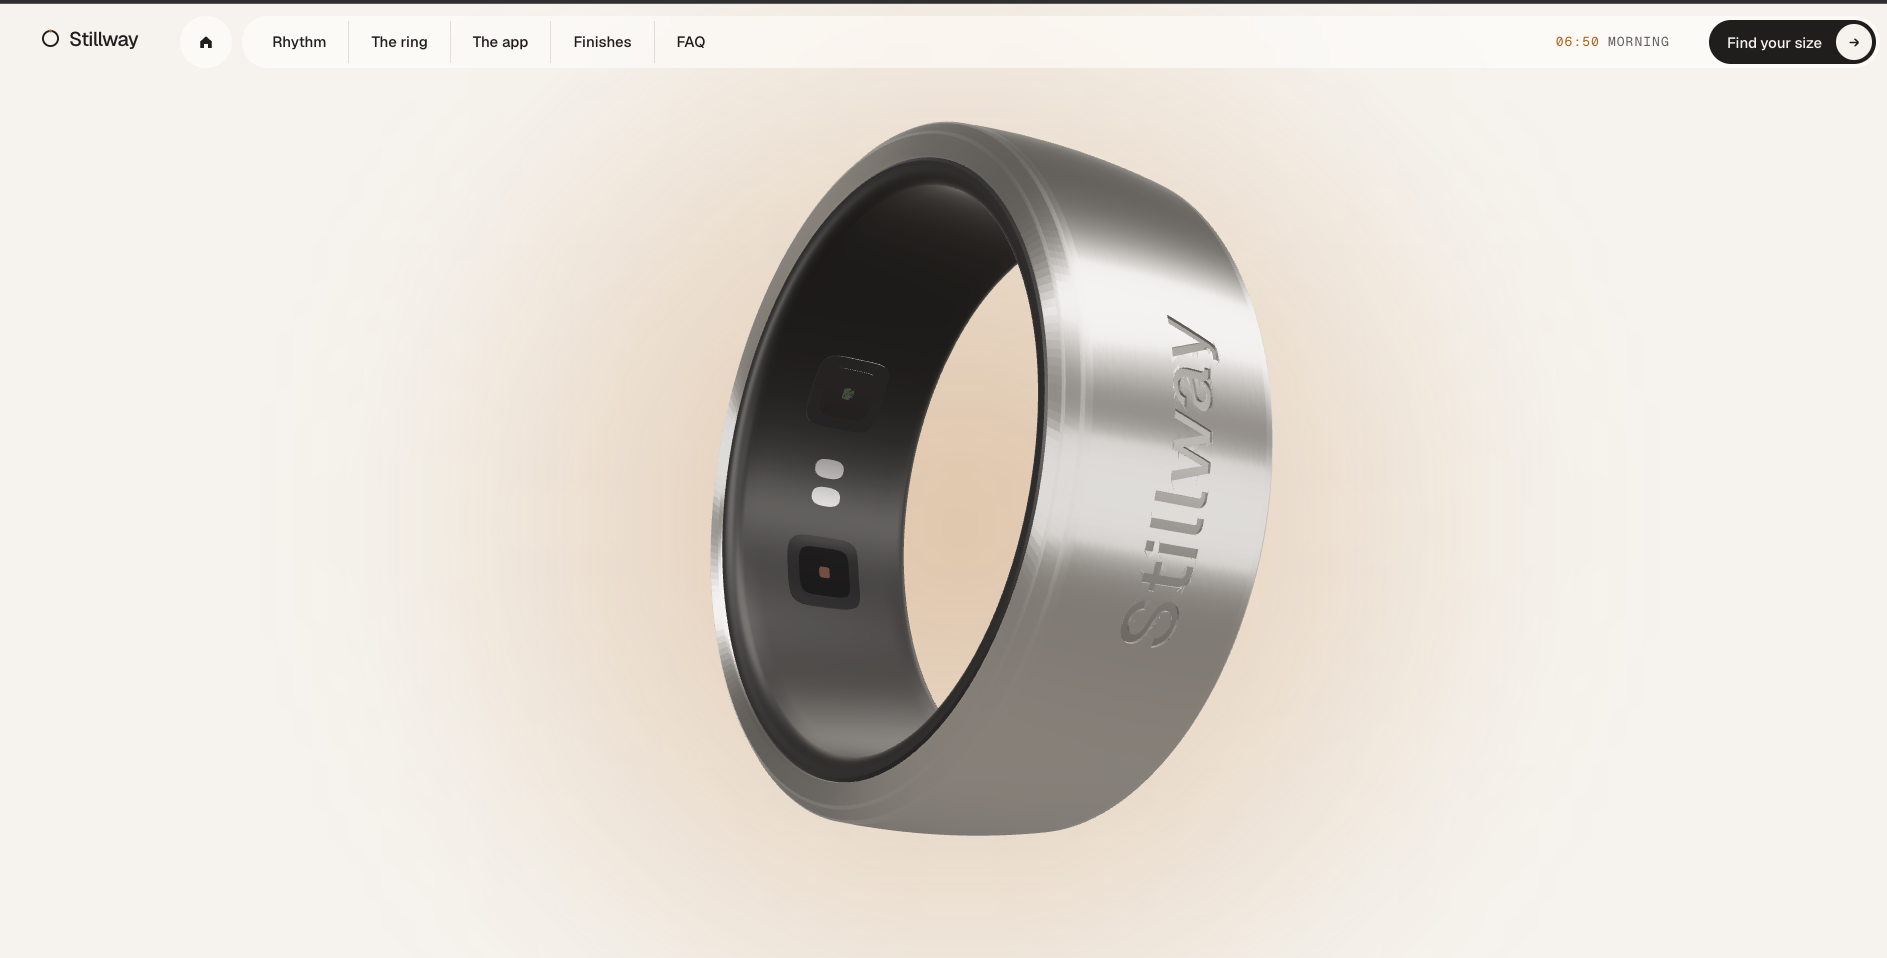 Stillway
Rhythm
The ring
The app
Finishes
FAQ
06:50 MORNING
Find your size
Stillway